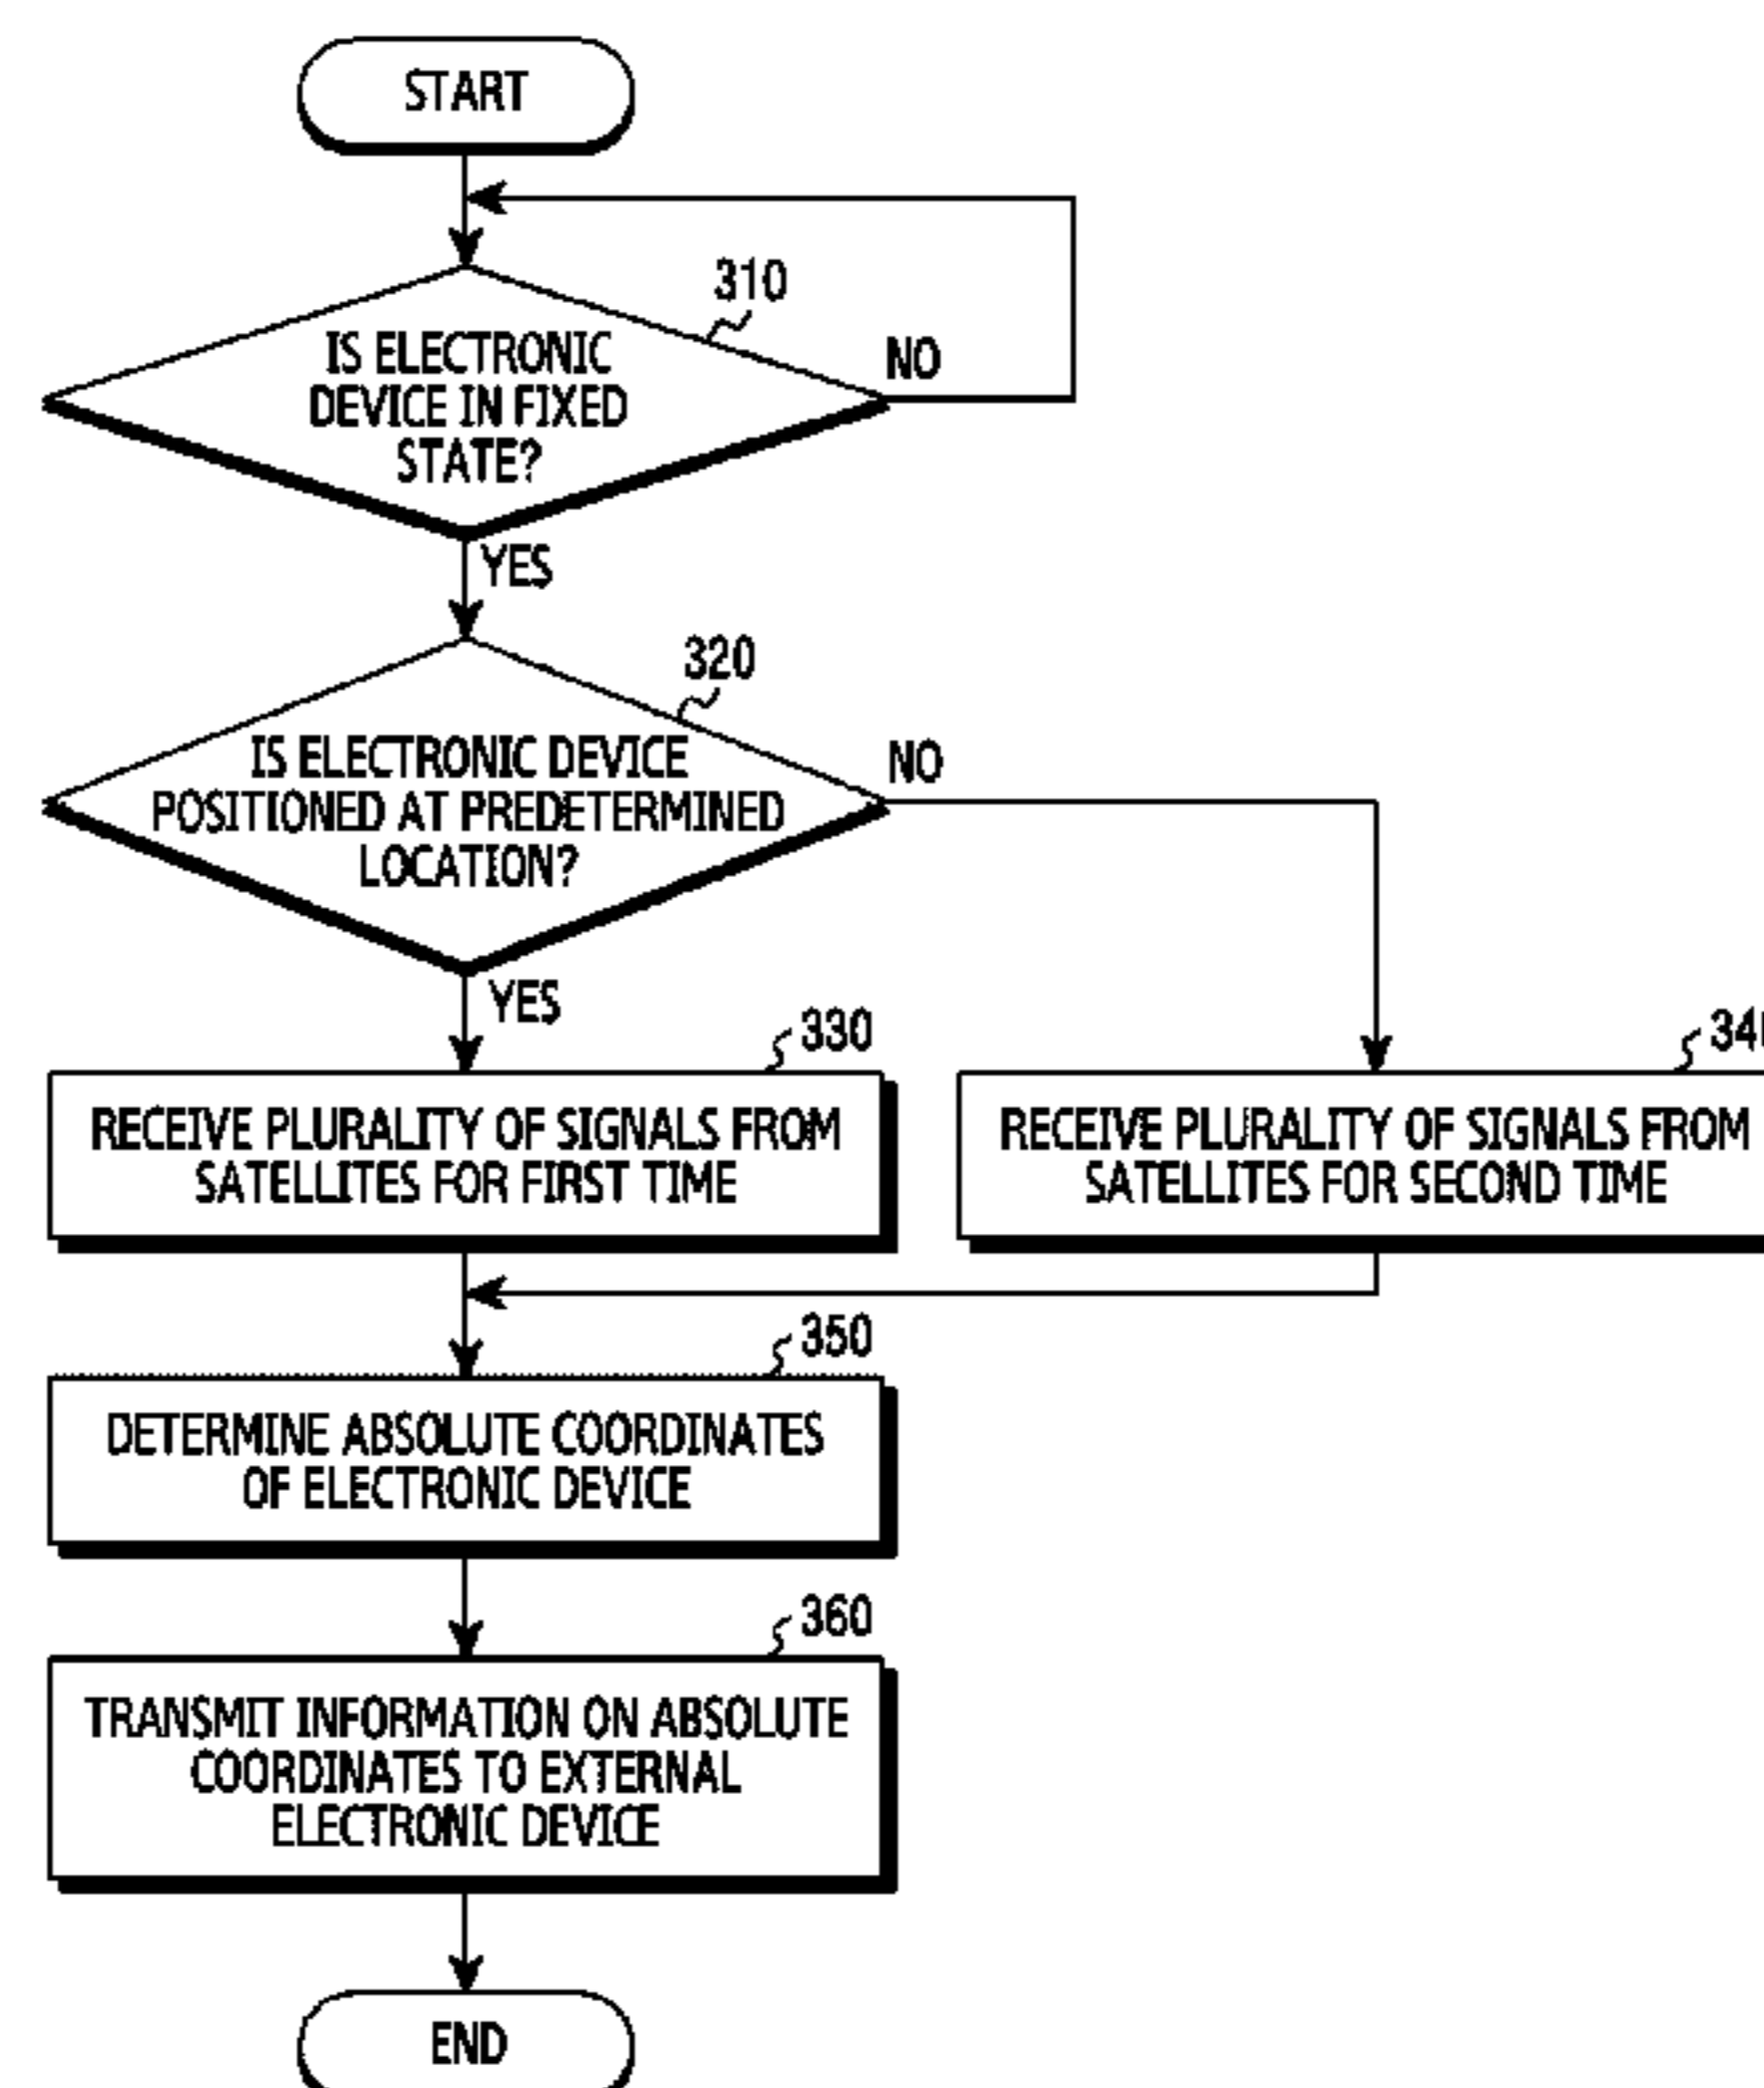 START
310
IS ELECTRONIC
DEVICE IN FIXED
STATE?
NO
YES
320
IS ELECTRONIC DEVICE
POSITIONED AT PREDETERMINED
LOCATION?
NO
YES
330
RECEIVE PLURALITY OF SIGNALS FROM
SATELLITES FOR FIRST TIME
RECEIVE PLURALITY OF SIGNALS FROM
SATELLITES FOR SECOND TIME
350
DETERMINE ABSOLUTE COORDINATES
OF ELECTRONIC DEVICE
360
TRANSMIT INFORMATION ON ABSOLUTE
COORDINATES TO EXTERNAL
ELECTRONIC DEVICE
END